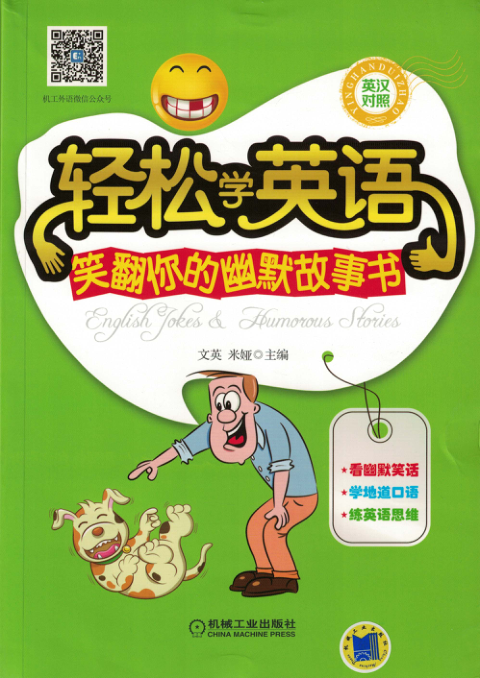 机工外语微信公众号
YINGHANDUIZHAO
英汉
对照
轻松学英语
笑翻你的幽默故事书
English Jokes & Humorous Stories
文英 米娅◎主编
★看幽默笑话
★学地道口语
★练英语思维
机械工业出版社
CHINA MACHINE PRESS